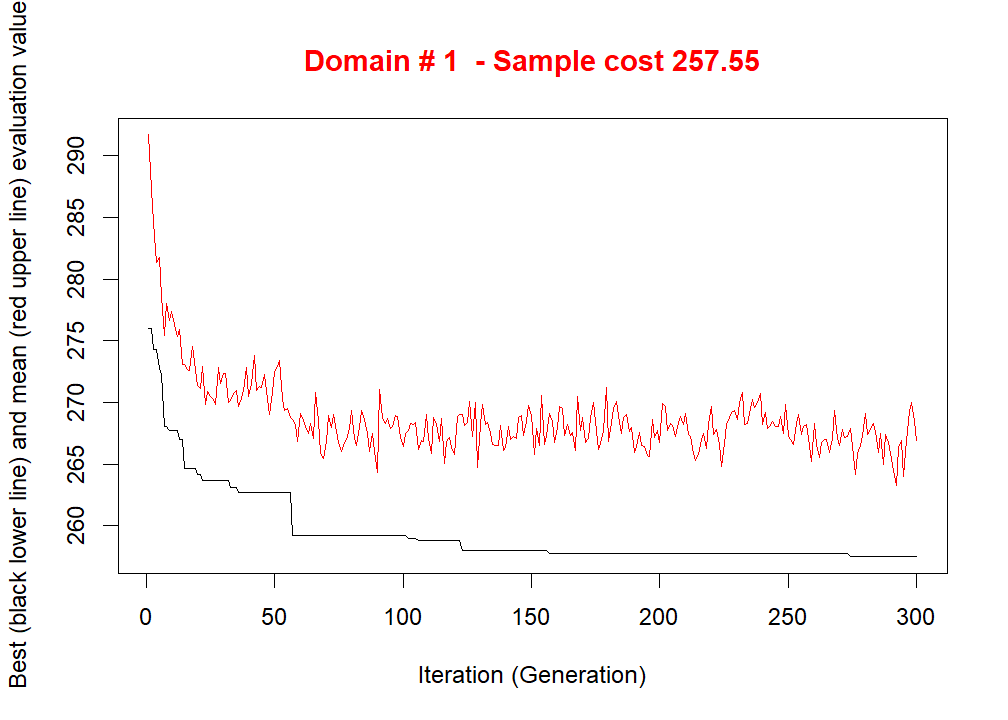 Domain # 1  - Sample cost 257.55
Best (black lower line) and mean (red upper line) evaluation value
290
285
280
275
270
265
260
0 50 100 150 200 250 300
Iteration (Generation)